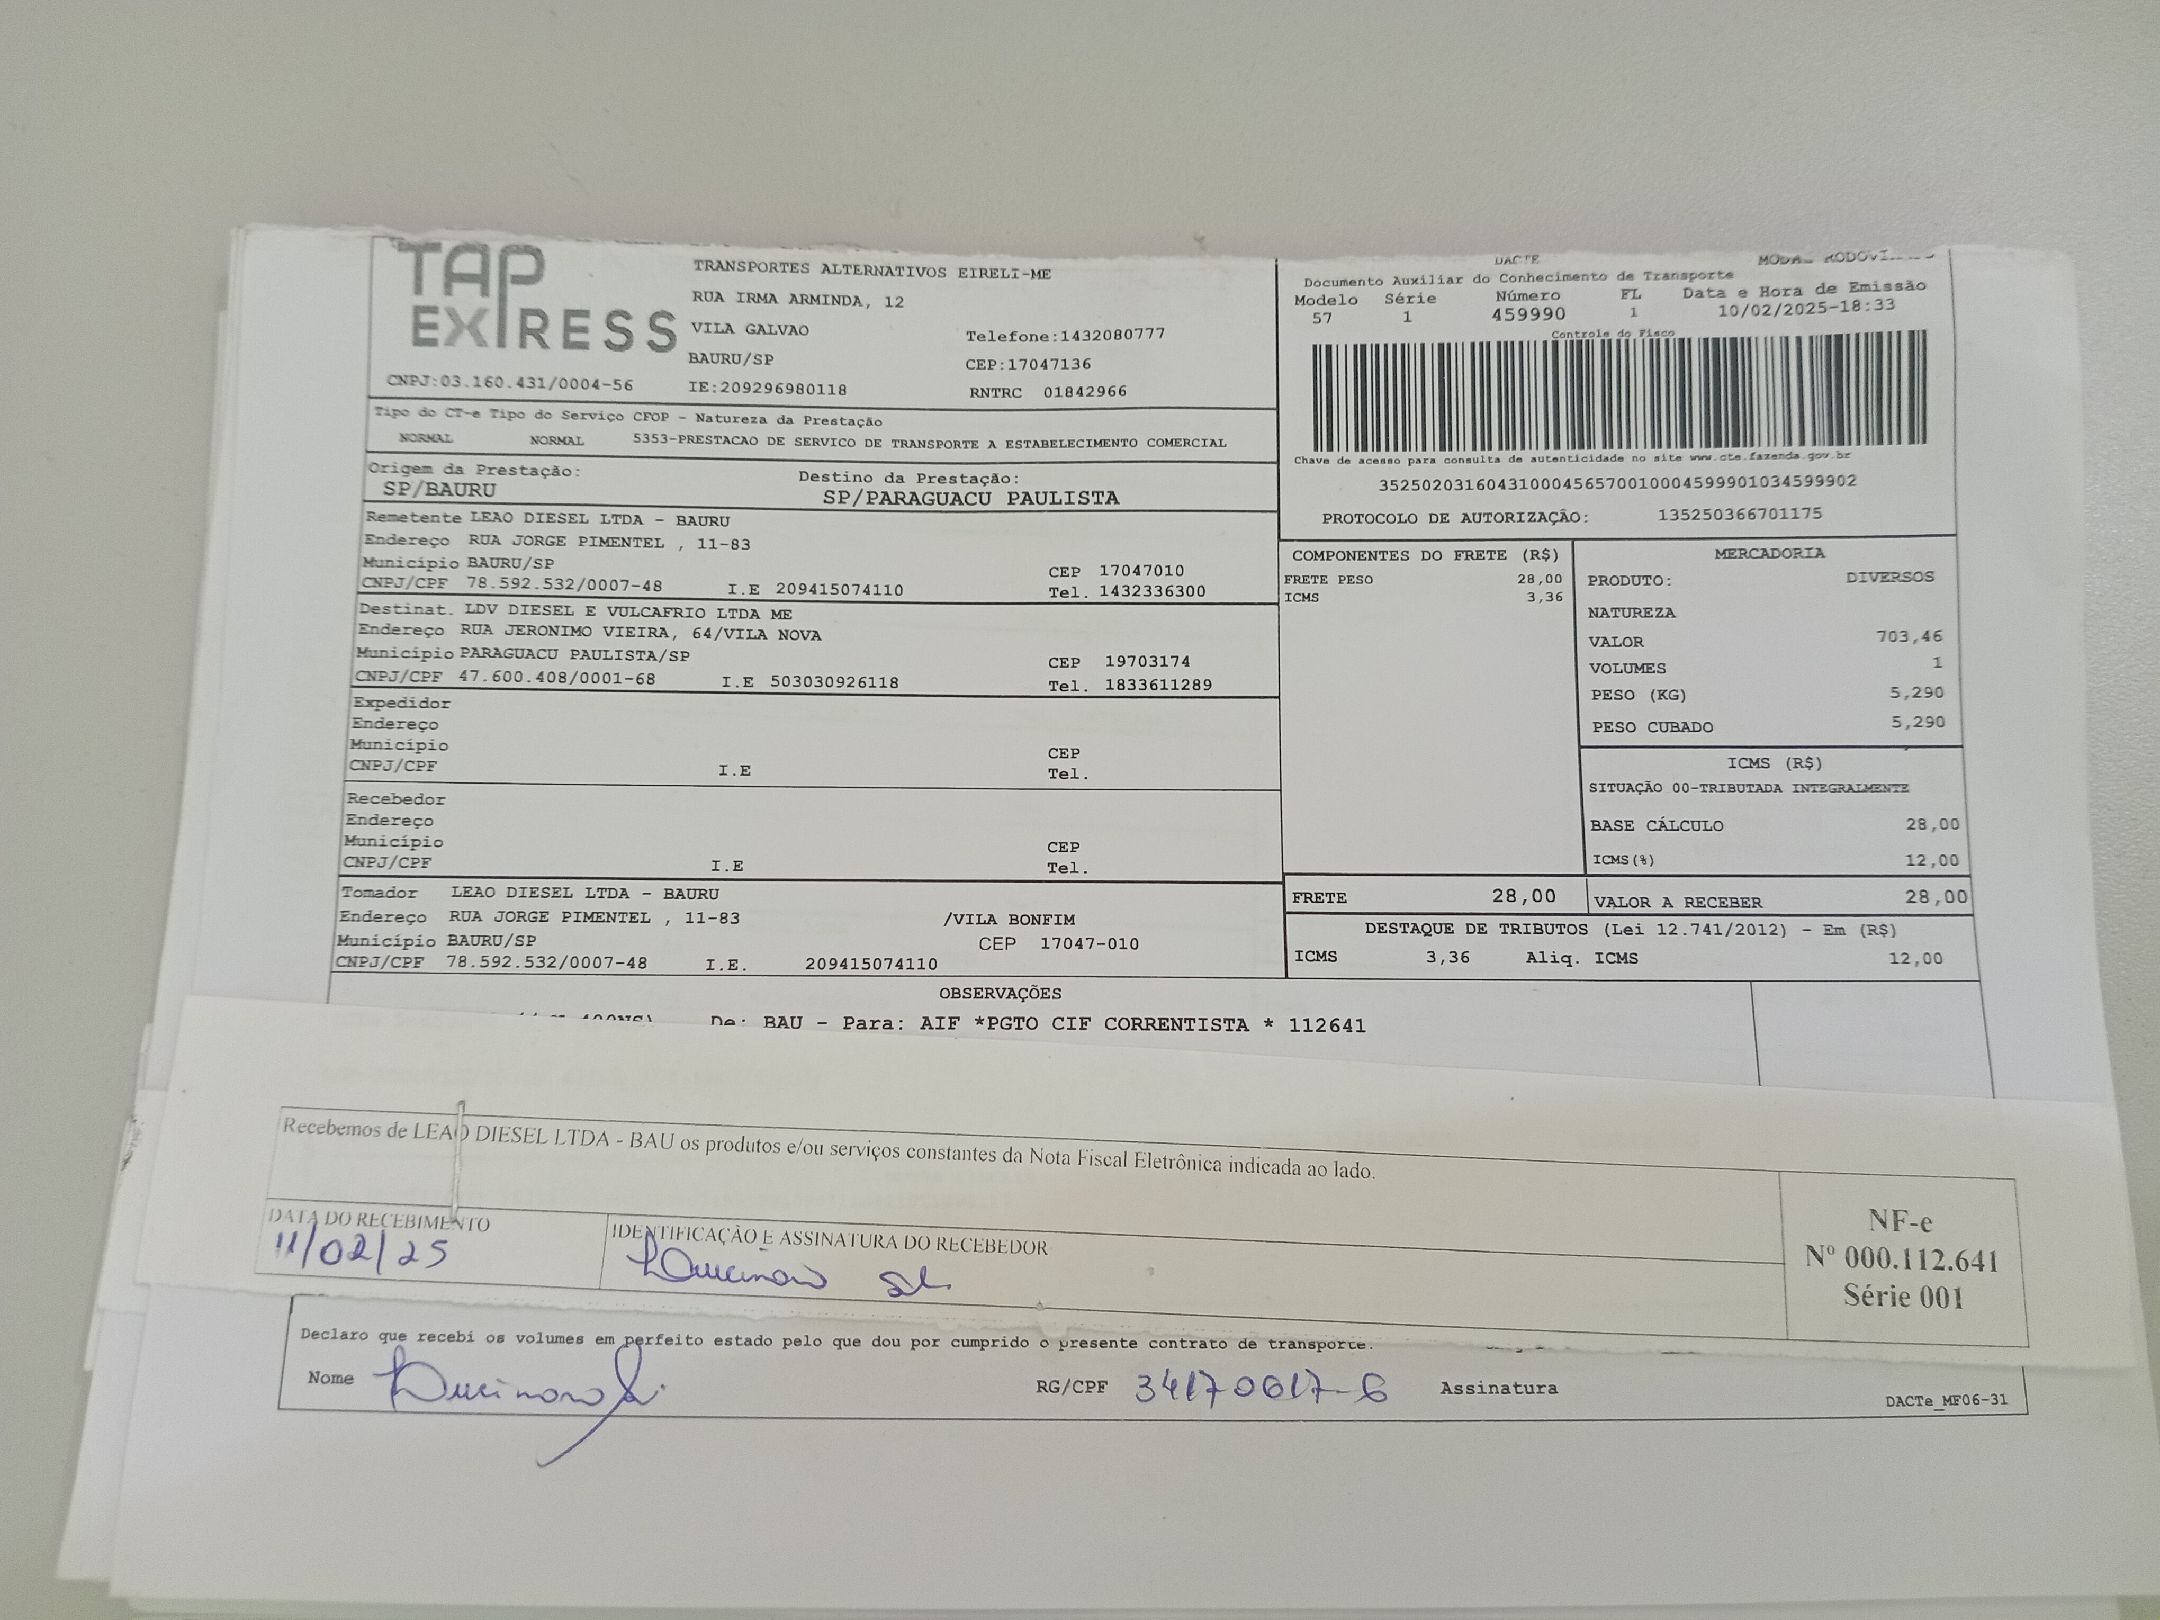 TAP EXPRESS
TRANSPORTES ALTERNATIVOS EIRELI-ME
RUA IRMA ARMINDA, 12
VILA GALVAO Telefone:1432080777
BAURU/SP CEP:17047136
CNPJ:03.160.431/0004-56 IE:209296980118 RNTRC 01842966
Tipo do CT-e Tipo do Serviço CFOP - Natureza da Prestação
NORMAL NORMAL 5353-PRESTACAO DE SERVICO DE TRANSPORTE A ESTABELECIMENTO COMERCIAL
Origem da Prestação: Destino da Prestação:
SP/BAURU SP/PARAGUACU PAULISTA
Remetente LEAO DIESEL LTDA - BAURU
Endereço RUA JORGE PIMENTEL , 11-83
Município BAURU/SP CEP 17047010
CNPJ/CPF 78.592.532/0007-48 I.E 209415074110 Tel. 1432336300
Destinat. LDV DIESEL E VULCAFRIO LTDA ME
Endereço RUA JERONIMO VIEIRA, 64/VILA NOVA
Município PARAGUACU PAULISTA/SP CEP 19703174
CNPJ/CPF 47.600.408/0001-68 I.E 503030926118 Tel. 1833611289
Expedidor
Endereço
Município CEP
CNPJ/CPF I.E Tel.
Recebedor
Endereço
Município CEP
CNPJ/CPF I.E Tel.
Tomador LEAO DIESEL LTDA - BAURU
Endereço RUA JORGE PIMENTEL , 11-83 /VILA BONFIM
Município BAURU/SP CEP 17047-010
CNPJ/CPF 78.592.532/0007-48 I.E. 209415074110
DACTE
Documento Auxiliar do Conhecimento de Transporte
Modelo Série Número FL Data e Hora de Emissão
57 1 459990 1 10/02/2025-18:33
Controle do Fisco
Chave de acesso para consulta de autenticidade no site www.cte.fazenda.gov.br
35250203160431000456570010004599901034599902
PROTOCOLO DE AUTORIZAÇÃO: 135250366701175
COMPONENTES DO FRETE (R$)
FRETE PESO 28,00
ICMS 3,36
MERCADORIA
PRODUTO: DIVERSOS
NATUREZA
VALOR 703,46
VOLUMES 1
PESO (KG) 5,290
PESO CUBADO 5,290
ICMS (R$)
SITUAÇÃO 00-TRIBUTADA INTEGRALMENTE
BASE CÁLCULO 28,00
ICMS(%) 12,00
FRETE 28,00 VALOR A RECEBER 28,00
DESTAQUE DE TRIBUTOS (Lei 12.741/2012) - Em (R$)
ICMS 3,36 Aliq. ICMS 12,00
OBSERVAÇÕES
De: BAU - Para: AIF *PGTO CIF CORRENTISTA * 112641
Recebemos de LEAO DIESEL LTDA - BAU os produtos e/ou serviços constantes da Nota Fiscal Eletrônica indicada ao lado.
DATA DO RECEBIMENTO IDENTIFICAÇÃO E ASSINATURA DO RECEBEDOR
11/02/25
NF-e
Nº 000.112.641
Série 001
Declaro que recebi os volumes em perfeito estado pelo que dou por cumprido o presente contrato de transporte.
Nome RG/CPF 34170617-6 Assinatura
DACTe_MF06-31